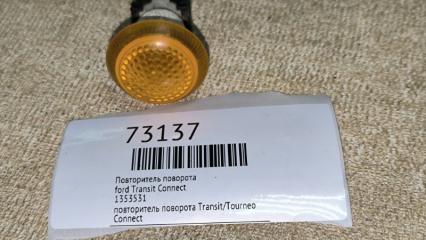 73137
Повторитель поворота
ford Transit Connect
1353531
повторитель поворота Transit/Tourneo
Connect